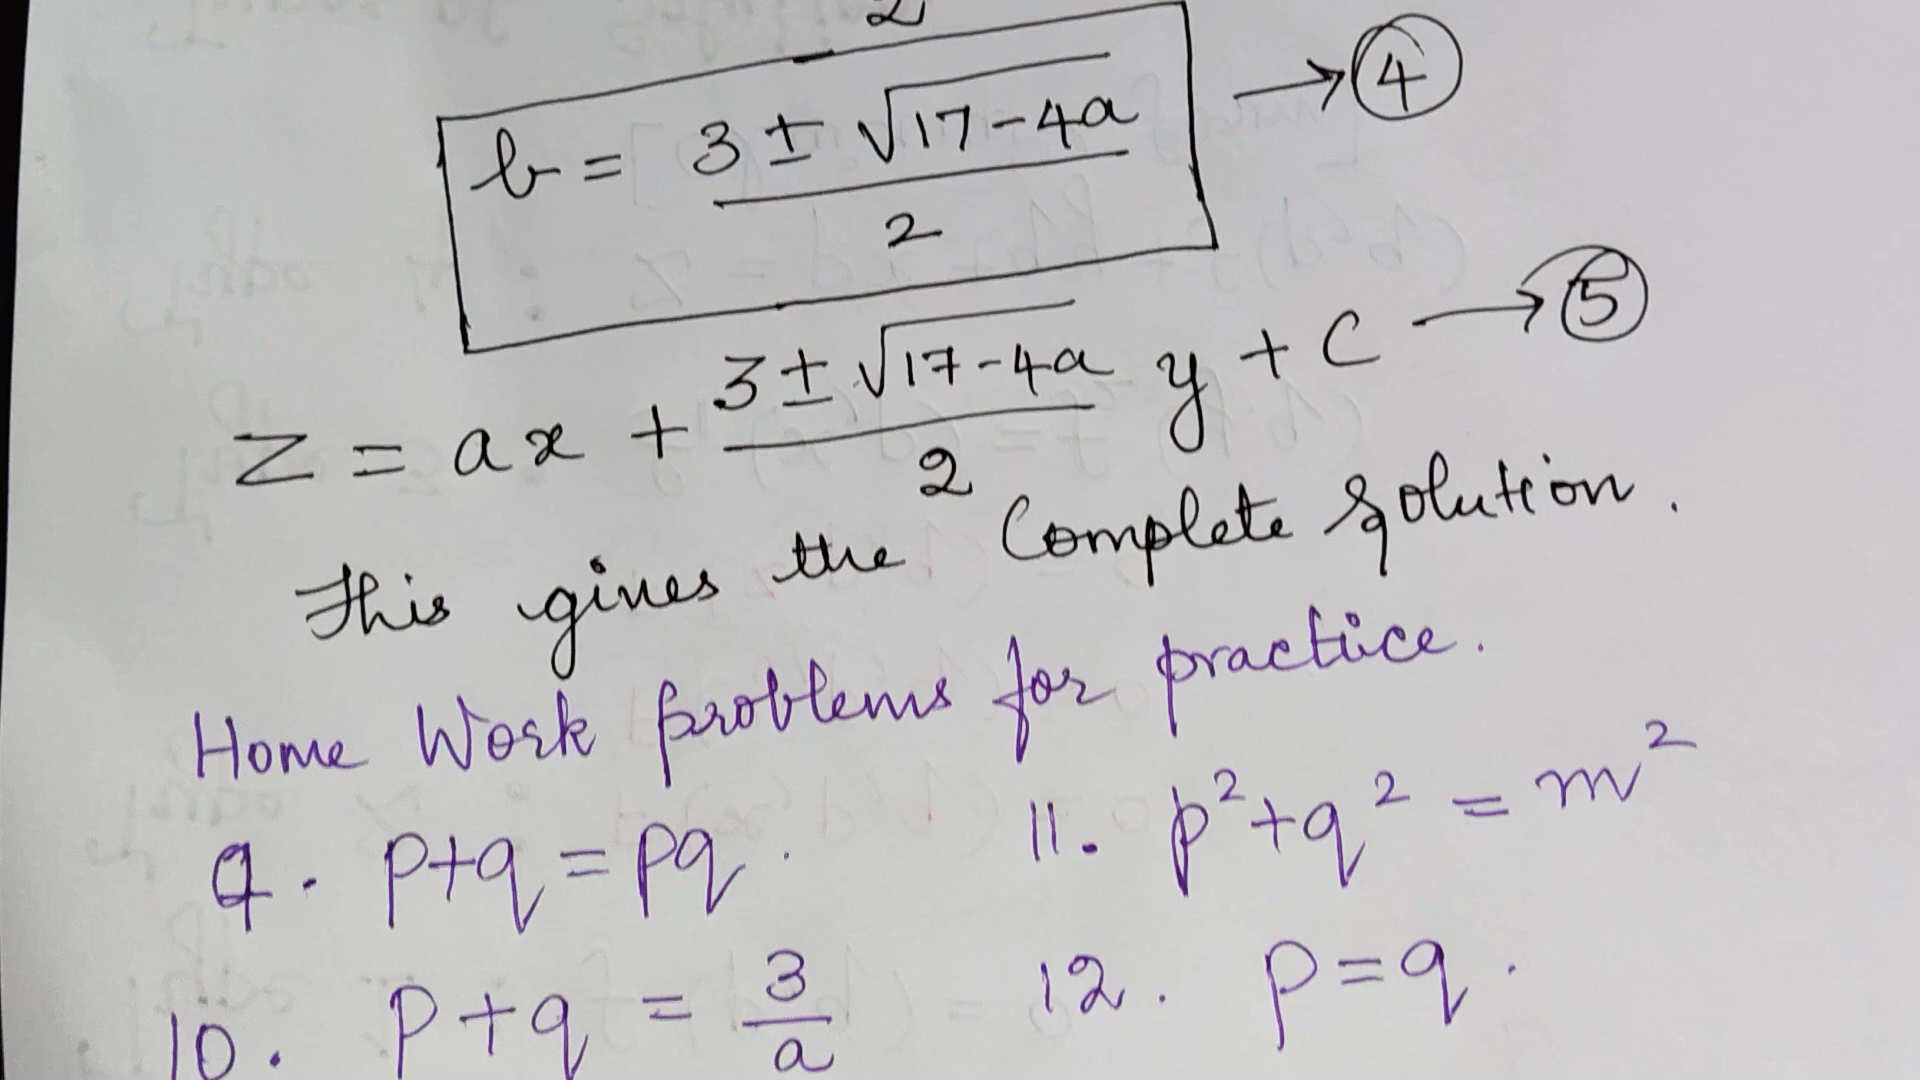 2
b = 3 ± √17-4a / 2 → 4
z = ax + 3 ± √17-4a / 2 y + c → 5
This gives the Complete Solution.
Home Work problems for practice.
9. p+q = pq. 11. p²+q² = m²
10. p+q = 3/a 12. p=q.